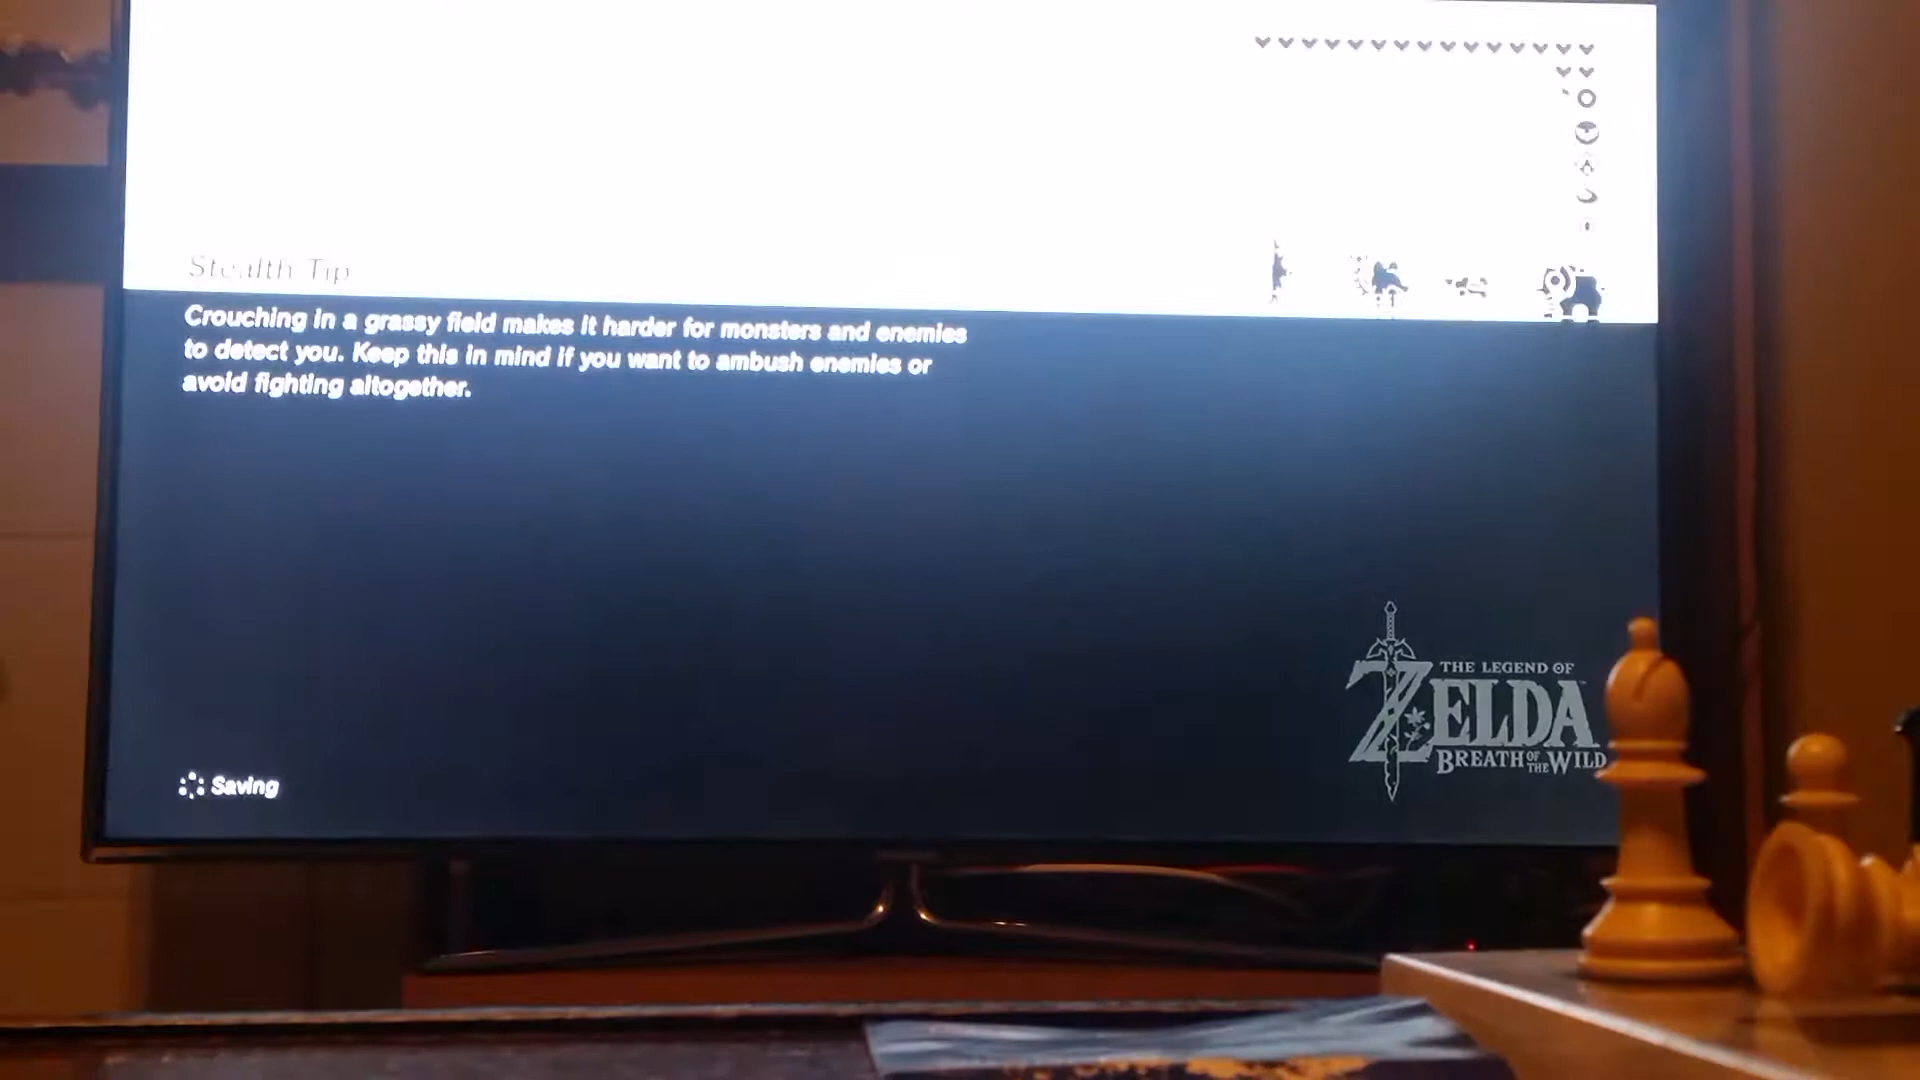 Stealth Tip
Crouching in a grassy field makes it harder for monsters and enemies
to detect you. Keep this in mind if you want to ambush enemies or
avoid fighting altogether.
THE LEGEND OF
ZELDA
BREATH OF THE WILD
Saving